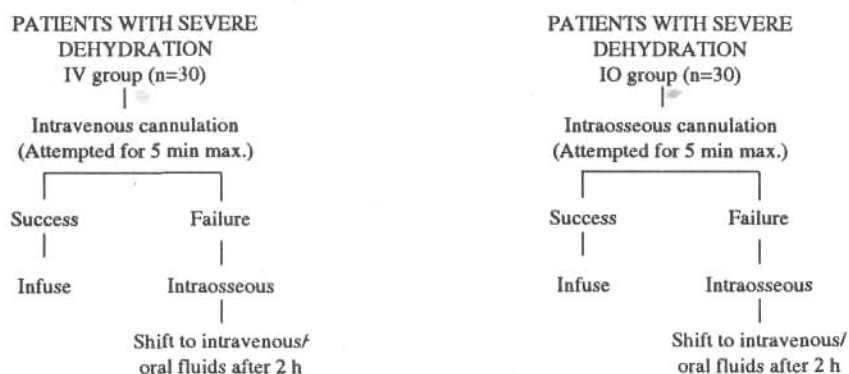 PATIENTS WITH SEVERE
DEHYDRATION
IV group (n=30)
Intravenous cannulation
(Attempted for 5 min max.)
Success
Failure
Infuse
Intraosseous
Shift to intravenous/
oral fluids after 2 h
PATIENTS WITH SEVERE
DEHYDRATION
IO group (n=30)
Intraosseous cannulation
(Attempted for 5 min max.)
Success
Failure
Infuse
Intraosseous
Shift to intravenous/
oral fluids after 2 h